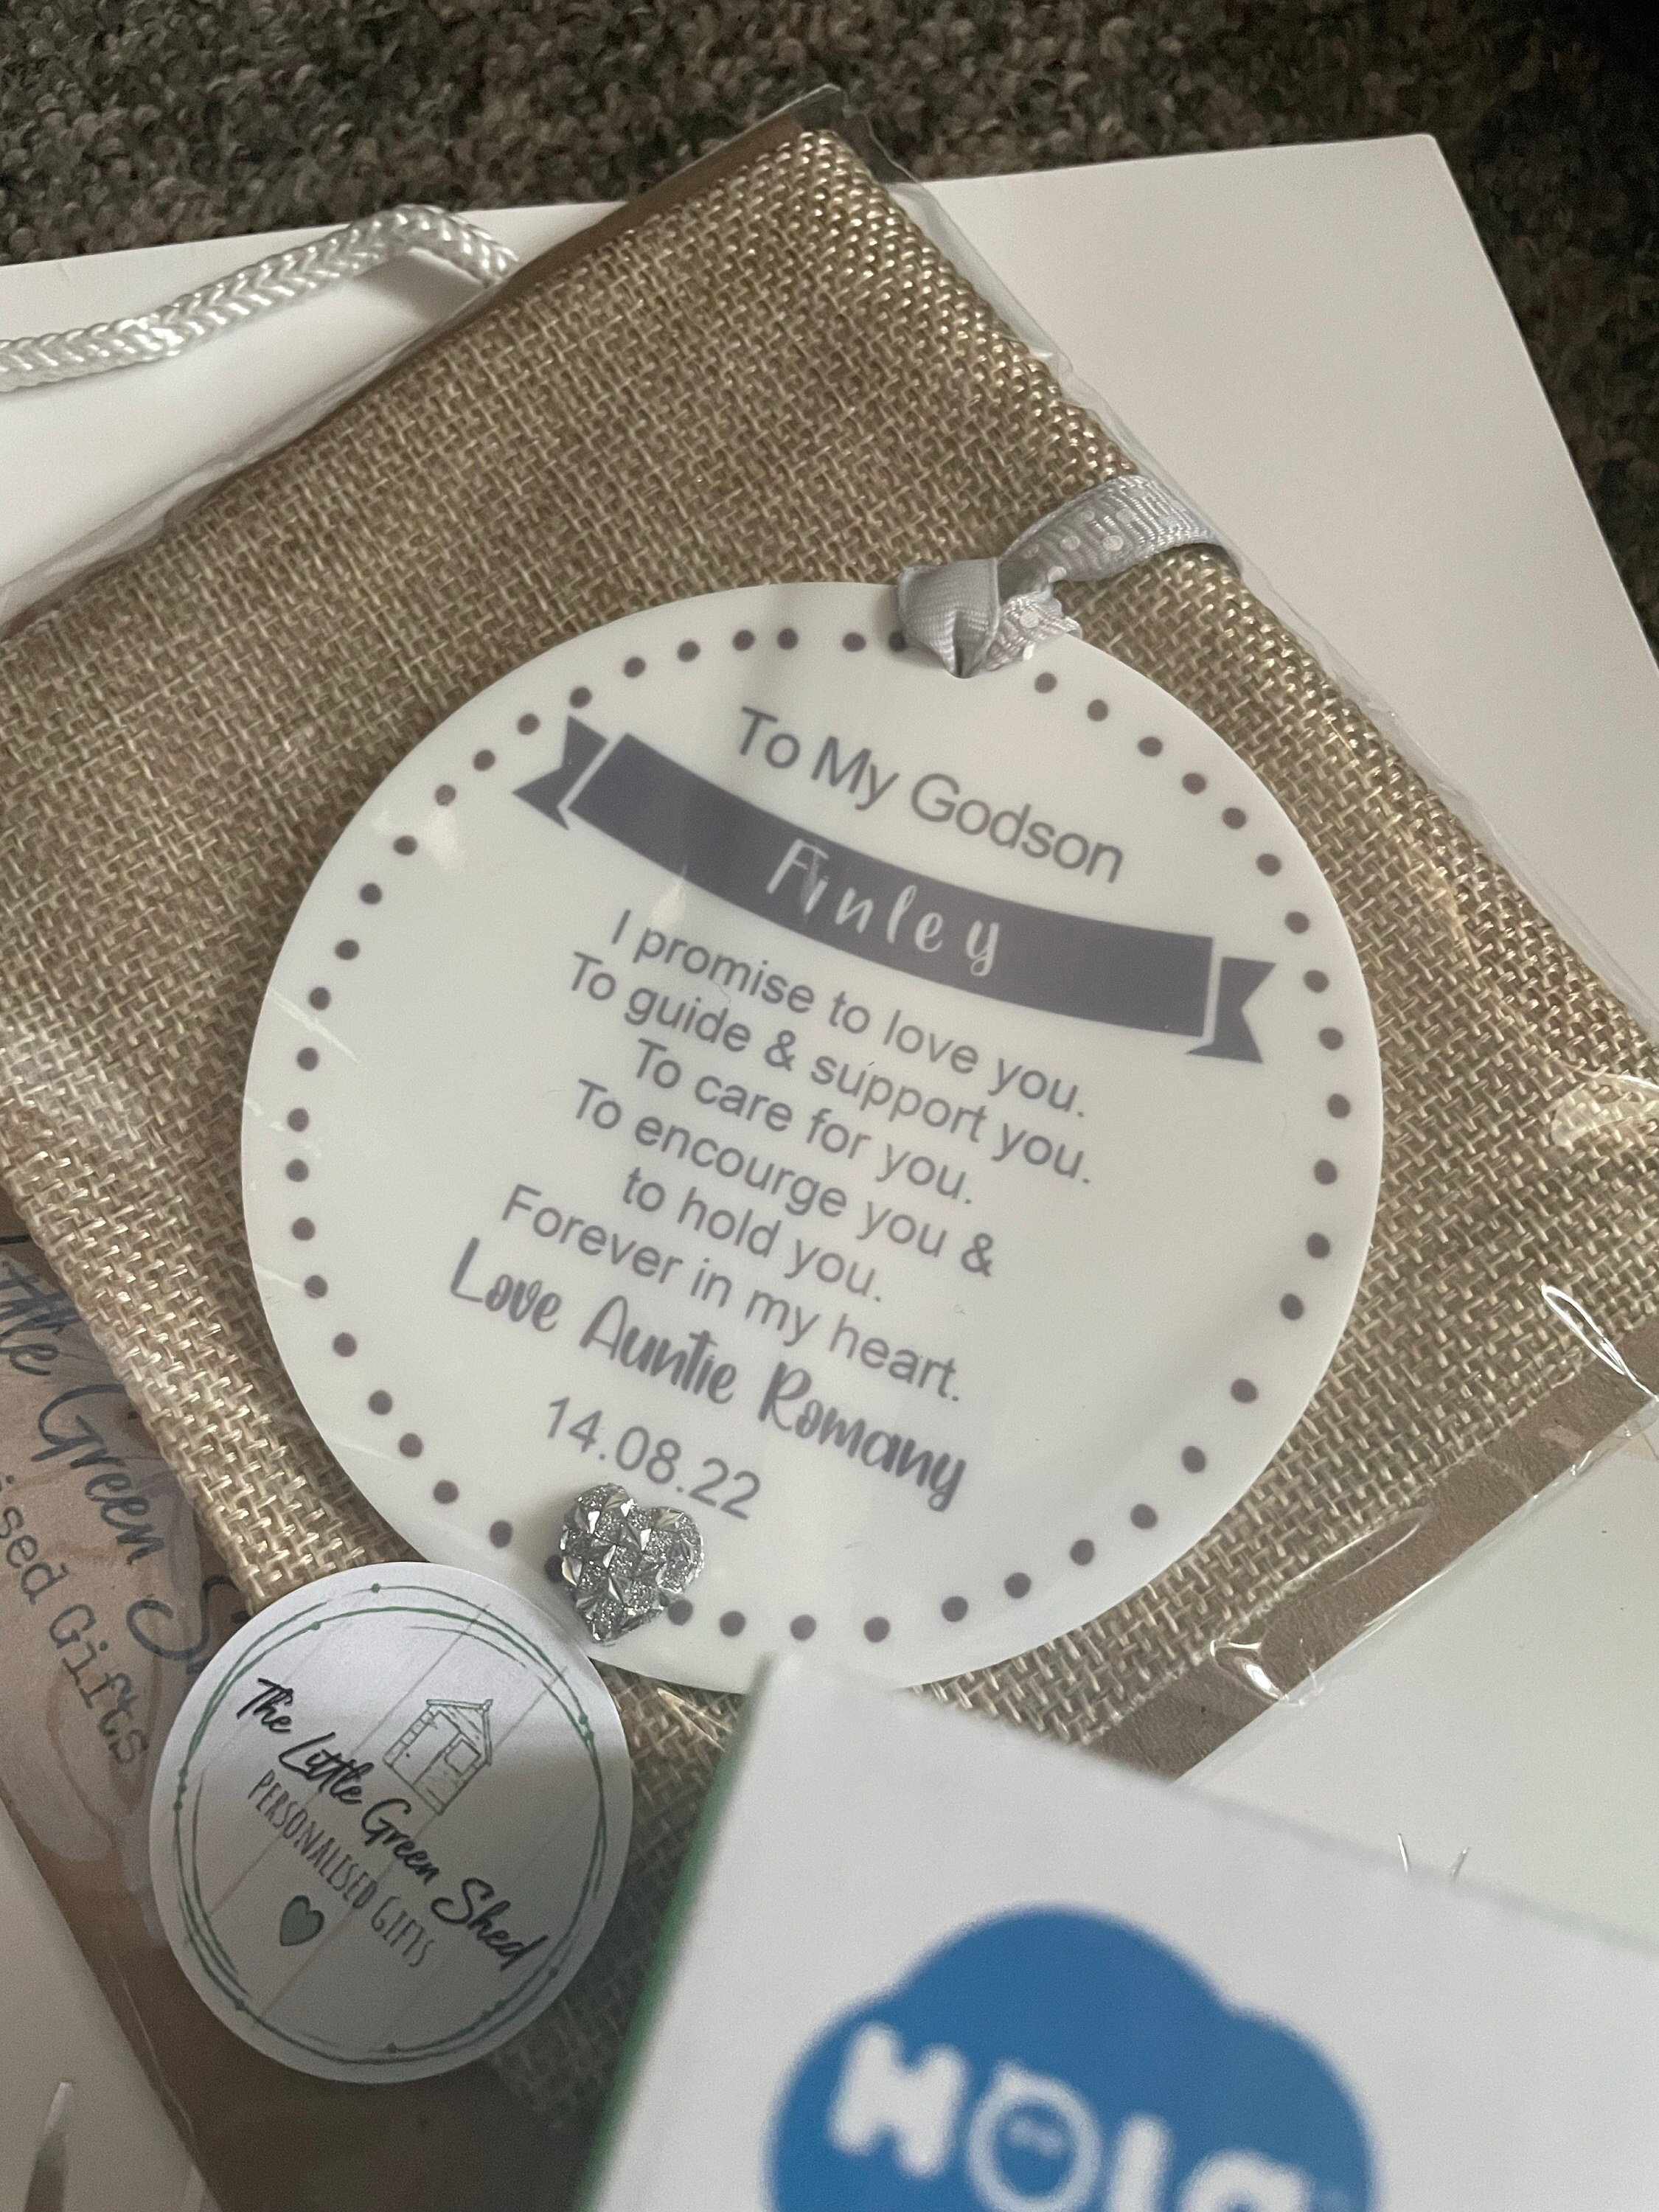 To My Godson
Finley
I promise to love you.
To guide & support you.
To care for you.
To encourge you &
to hold you.
Forever in my heart.
Love Auntie Romany
14.08.22
The Little Green Shed
PERSONALISED GIFTS
Green
Gifts
HOLA